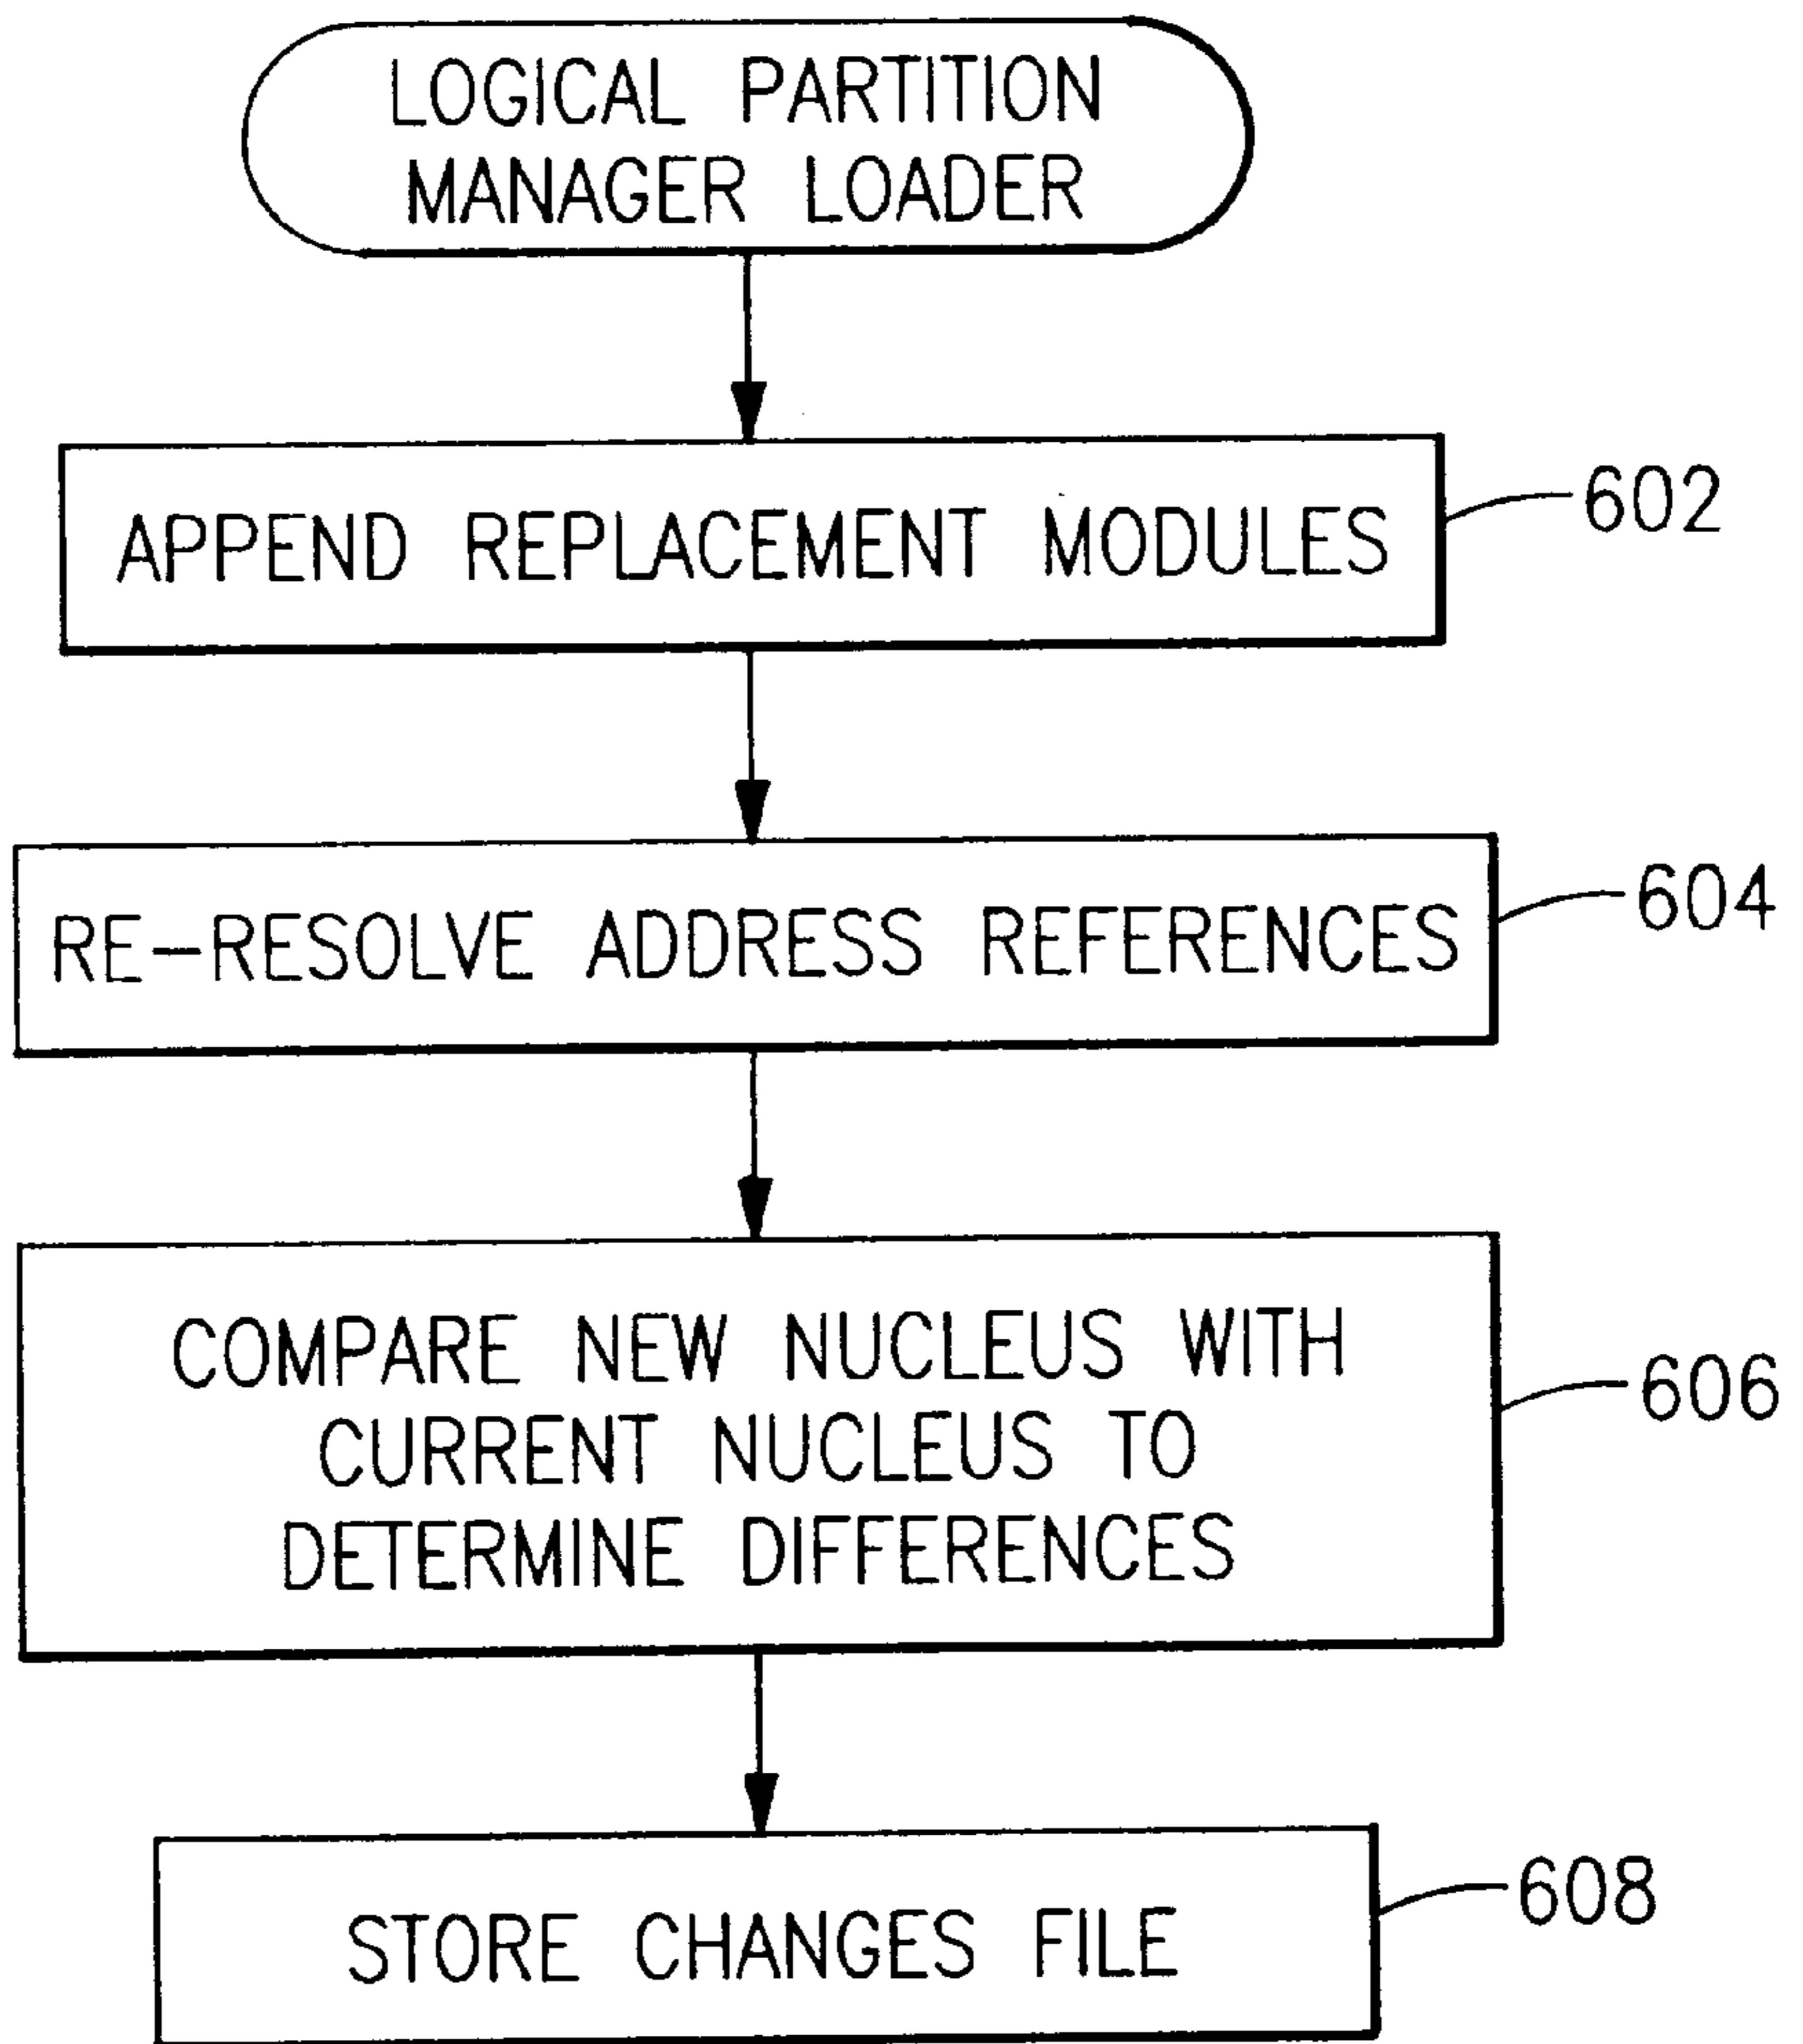 LOGICAL PARTITION
MANAGER LOADER
APPEND REPLACEMENT MODULES
602
RE-RESOLVE ADDRESS REFERENCES
604
COMPARE NEW NUCLEUS WITH
CURRENT NUCLEUS TO
DETERMINE DIFFERENCES
606
STORE CHANGES FILE
608